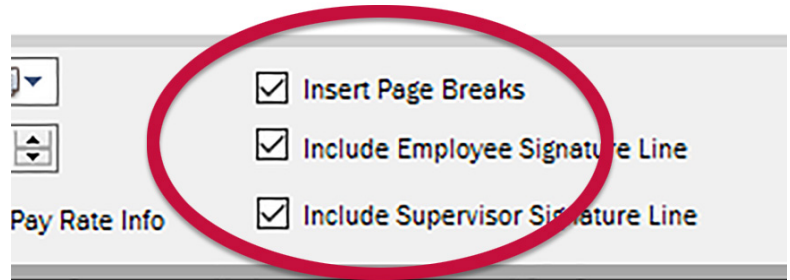 Insert Page Breaks
Include Employee Signature Line
Pay Rate Info
Include Supervisor Signature Line